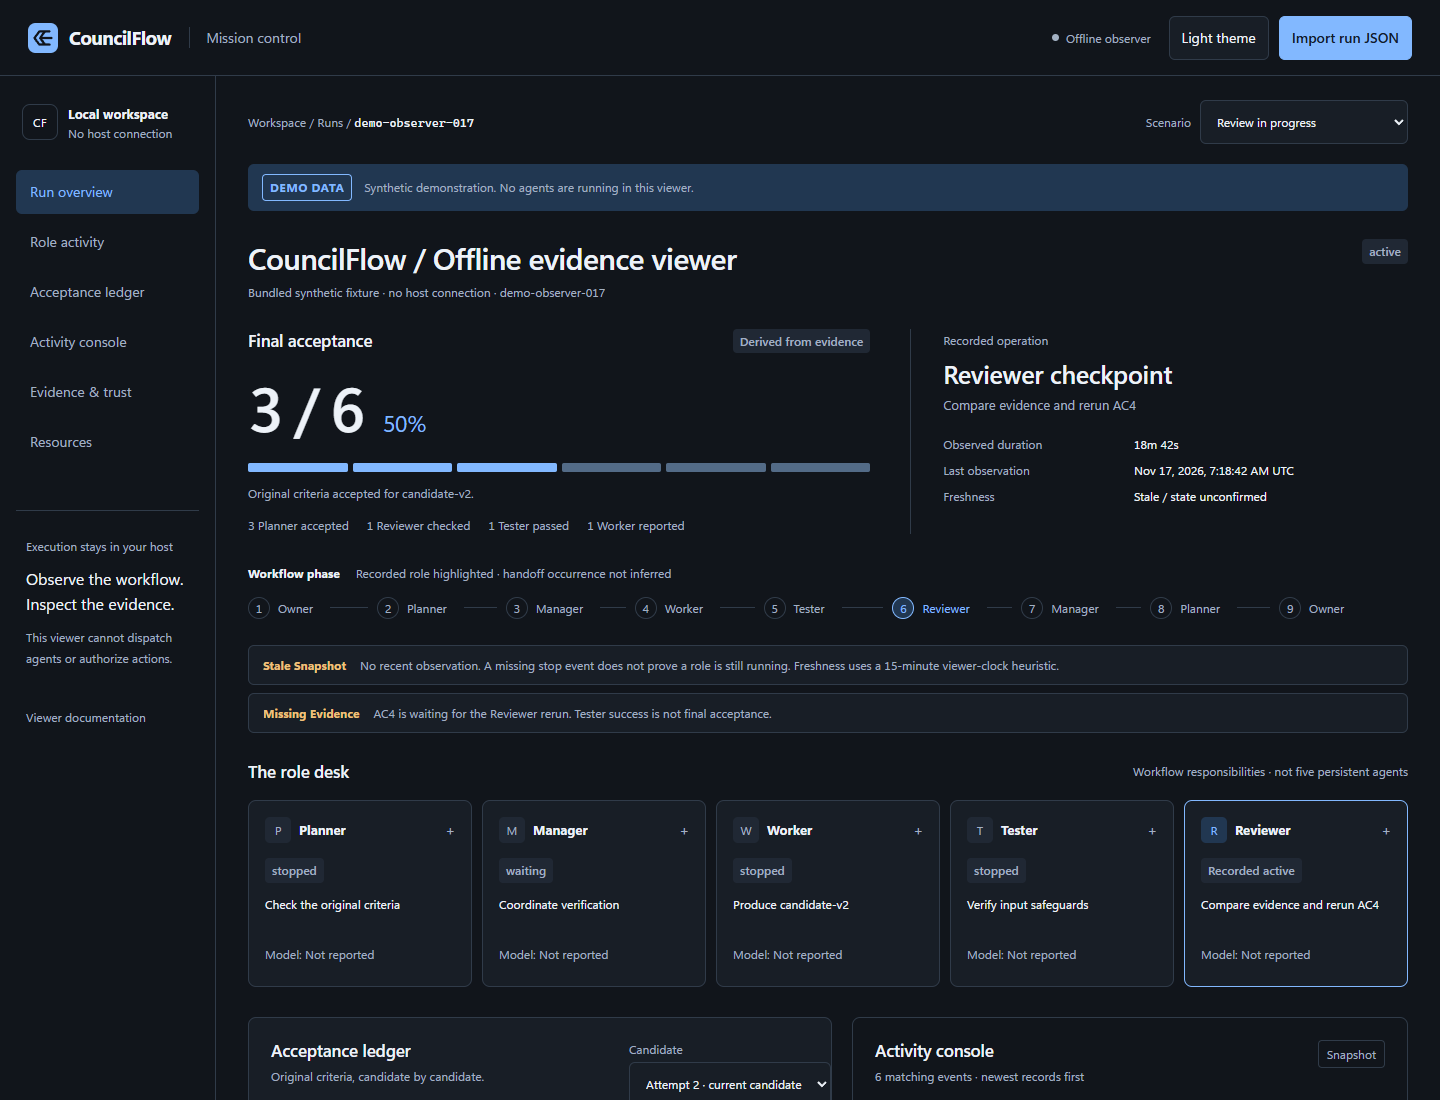 CouncilFlow
Mission control
Offline observer
Light theme
Import run JSON
CF
Local workspace
No host connection
Run overview
Role activity
Acceptance ledger
Activity console
Evidence & trust
Resources
Execution stays in your host
Observe the workflow.
Inspect the evidence.
This viewer cannot dispatch
agents or authorize actions.
Viewer documentation
Workspace / Runs / demo-observer-017
Scenario
Review in progress
DEMO DATA
Synthetic demonstration. No agents are running in this viewer.
CouncilFlow / Offline evidence viewer
active
Bundled synthetic fixture · no host connection · demo-observer-017
Final acceptance
Derived from evidence
3 / 6 50%
Original criteria accepted for candidate-v2.
3 Planner accepted 1 Reviewer checked 1 Tester passed 1 Worker reported
Recorded operation
Reviewer checkpoint
Compare evidence and rerun AC4
Observed duration 18m 42s
Last observation Nov 17, 2026, 7:18:42 AM UTC
Freshness Stale / state unconfirmed
Workflow phase Recorded role highlighted · handoff occurrence not inferred
1 Owner 2 Planner 3 Manager 4 Worker 5 Tester 6 Reviewer 7 Manager 8 Planner 9 Owner
Stale Snapshot No recent observation. A missing stop event does not prove a role is still running. Freshness uses a 15-minute viewer-clock heuristic.
Missing Evidence AC4 is waiting for the Reviewer rerun. Tester success is not final acceptance.
The role desk
Workflow responsibilities · not five persistent agents
P Planner +
stopped
Check the original criteria
Model: Not reported
M Manager +
waiting
Coordinate verification
Model: Not reported
W Worker +
stopped
Produce candidate-v2
Model: Not reported
T Tester +
stopped
Verify input safeguards
Model: Not reported
R Reviewer +
Recorded active
Compare evidence and rerun AC4
Model: Not reported
Acceptance ledger
Original criteria, candidate by candidate.
Candidate
Attempt 2 · current candidate
Activity console
6 matching events · newest records first
Snapshot